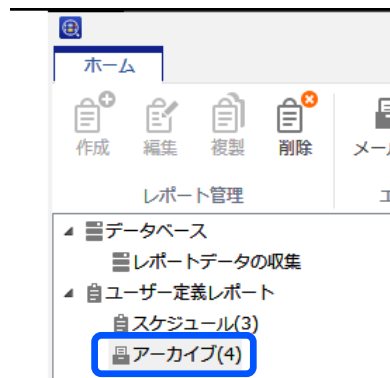 ホーム
作成 編集 複製 削除 メール
レポート管理
データベース
レポートデータの収集
ユーザー定義レポート
スケジュール(3)
アーカイブ(4)